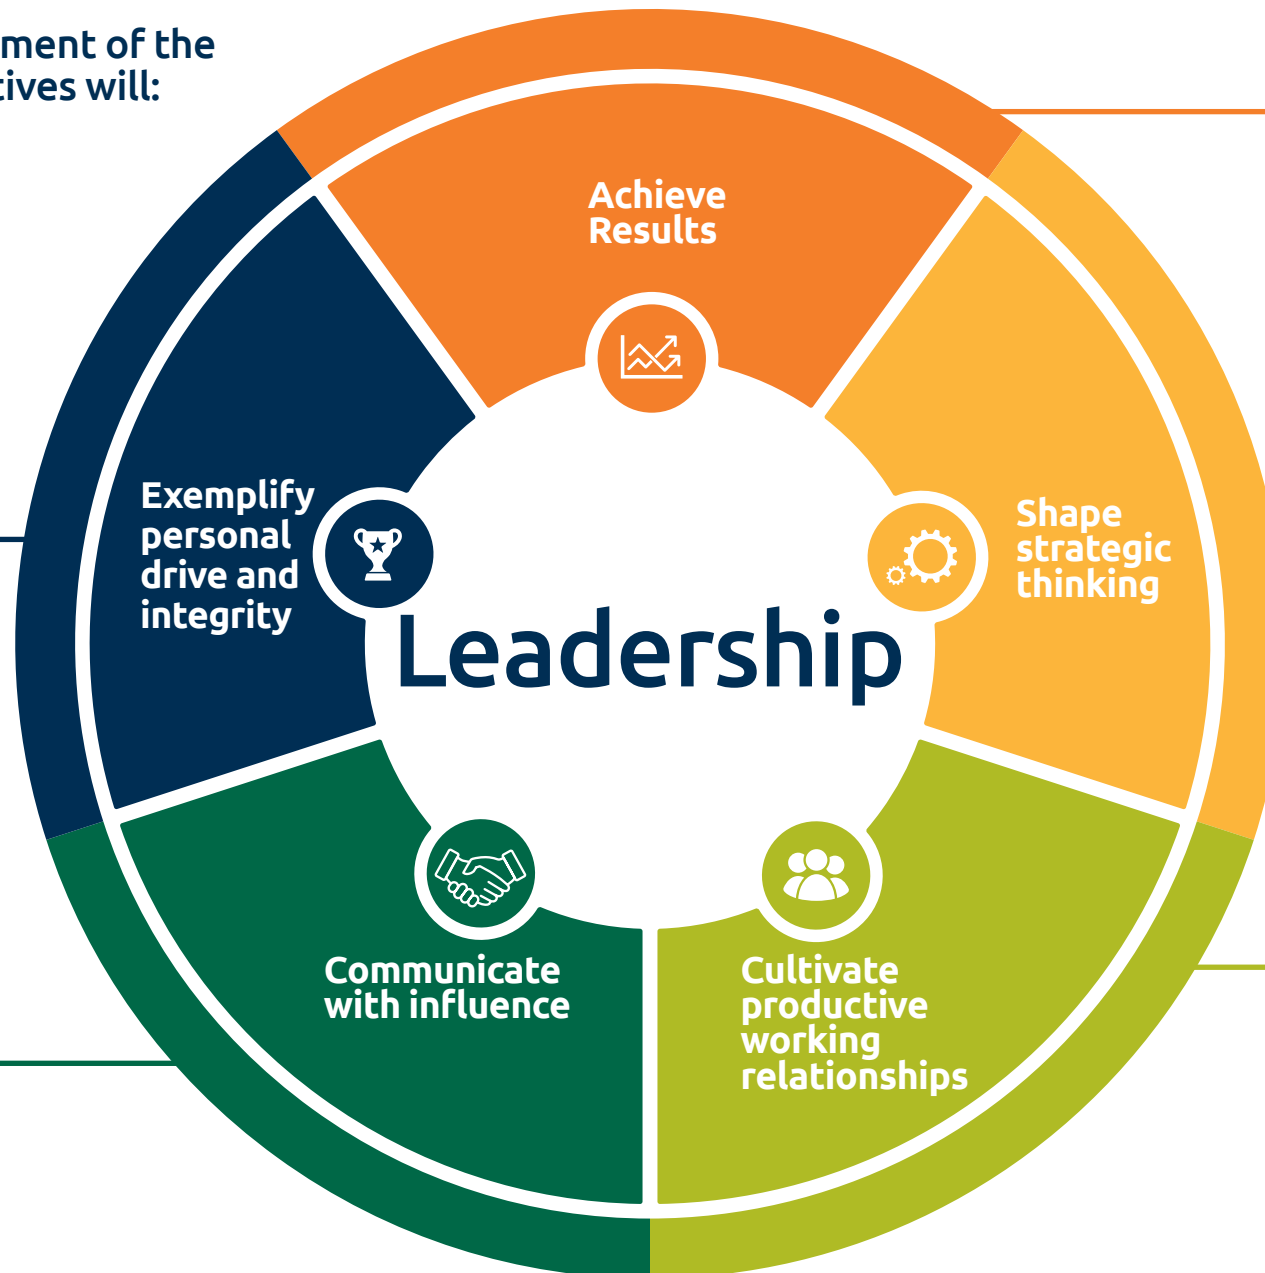 ment of the
tives will:
Achieve
Results
Exemplify
personal
drive and
integrity
Shape
strategic
thinking
Leadership
Communicate
with influence
Cultivate
productive
working
relationships